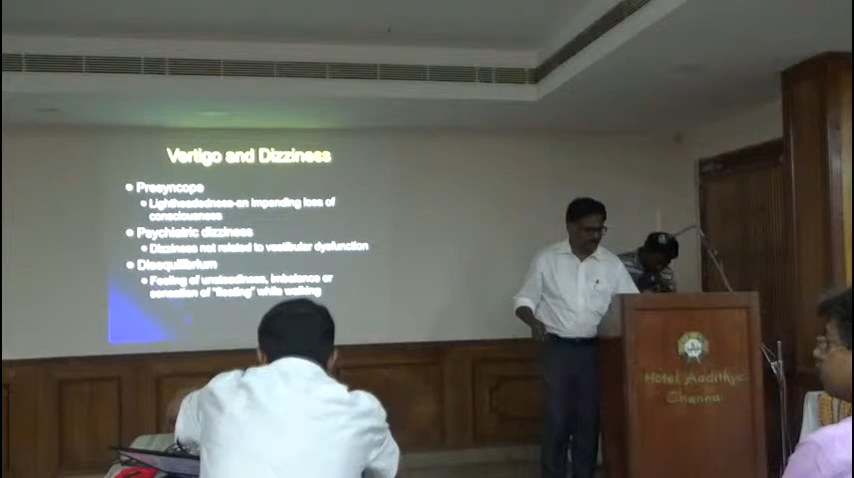 Vertigo and Dizziness
• Presyncope
• Lightheadedness-an impending loss of
consciousness
• Psychiatric dizziness
• Dizziness not related to vestibular dysfunction
• Disequilibrium
• Feeling of unsteadiness, imbalance or
sensation of "floating" while walking
Hotel Aadithya
Chennai